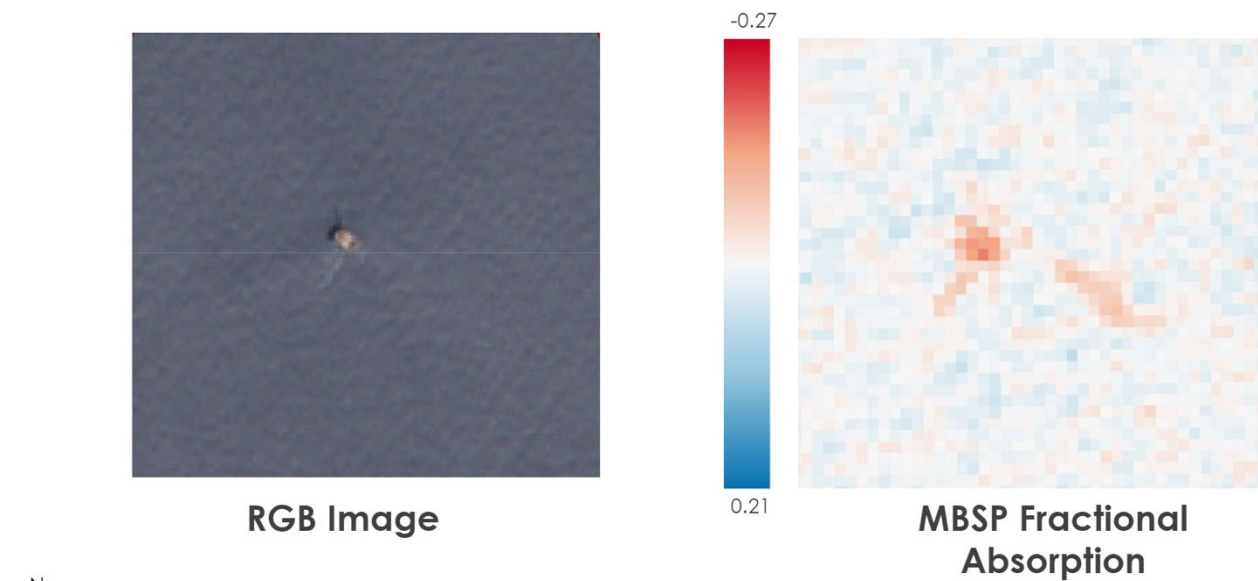 -0.27
0.21
RGB Image
MBSP Fractional
Absorption
N